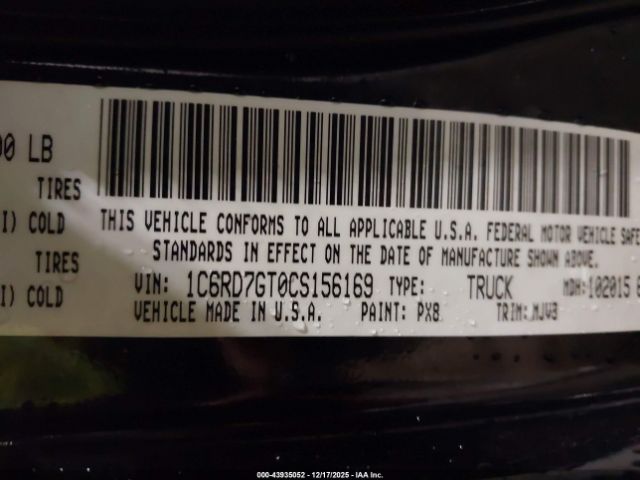 00 LB
TIRES
I) COLD
TIRES
I) COLD
THIS VEHICLE CONFORMS TO ALL APPLICABLE U.S.A. FEDERAL MOTOR VEHICLE SAFE
STANDARDS IN EFFECT ON THE DATE OF MANUFACTURE SHOWN ABOVE.
VIN: 1C6RD7GT0CS156169 TYPE: TRUCK MDH: 102015 6
VEHICLE MADE IN U.S.A. PAINT: PX8 TRIM: MJV3
000-43935052 - 12/17/2025 - IAA Inc.